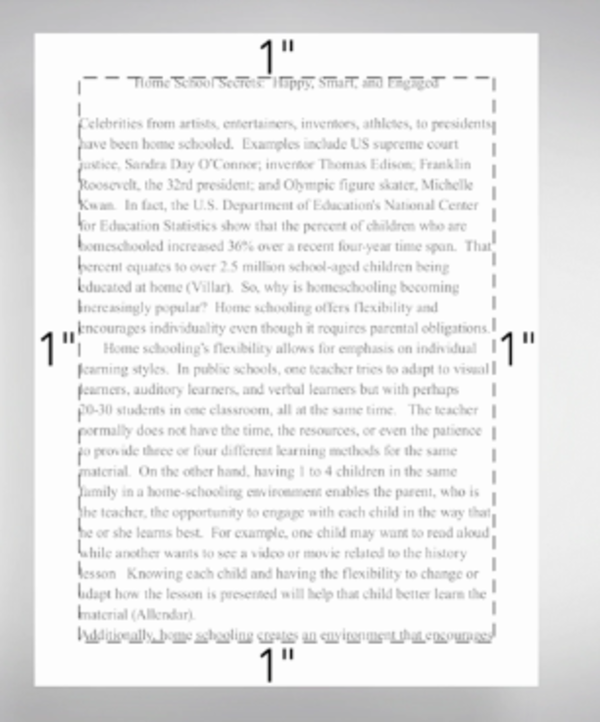 1"
Home School Secrets: Happy, Smart, and Engaged
Celebrities from artists, entertainers, inventors, athletes, to presidents
have been home schooled. Examples include US supreme court
justice, Sandra Day O'Connor; inventor Thomas Edison; Franklin
Roosevelt, the 32rd president; and Olympic figure skater, Michelle
Kwan. In fact, the U.S. Department of Education's National Center
for Education Statistics show that the percent of children who are
homeschooled increased 36% over a recent four-year time span. That
percent equates to over 2.5 million school-aged children being
educated at home (Villar). So, why is homeschooling becoming
increasingly popular? Home schooling offers flexibility and
encourages individuality even though it requires parental obligations.
1" 1"
Home schooling's flexibility allows for emphasis on individual
learning styles. In public schools, one teacher tries to adapt to visual
learners, auditory learners, and verbal learners but with perhaps
20-30 students in one classroom, all at the same time. The teacher
normally does not have the time, the resources, or even the patience
to provide three or four different learning methods for the same
material. On the other hand, having 1 to 4 children in the same
family in a home-schooling environment enables the parent, who is
the teacher, the opportunity to engage with each child in the way that
he or she learns best. For example, one child may want to read aloud
while another wants to see a video or movie related to the history
lesson Knowing each child and having the flexibility to change or
adapt how the lesson is presented will help that child better learn the
material (Allendar).
Additionally, home schooling creates an environment that encourages
1"